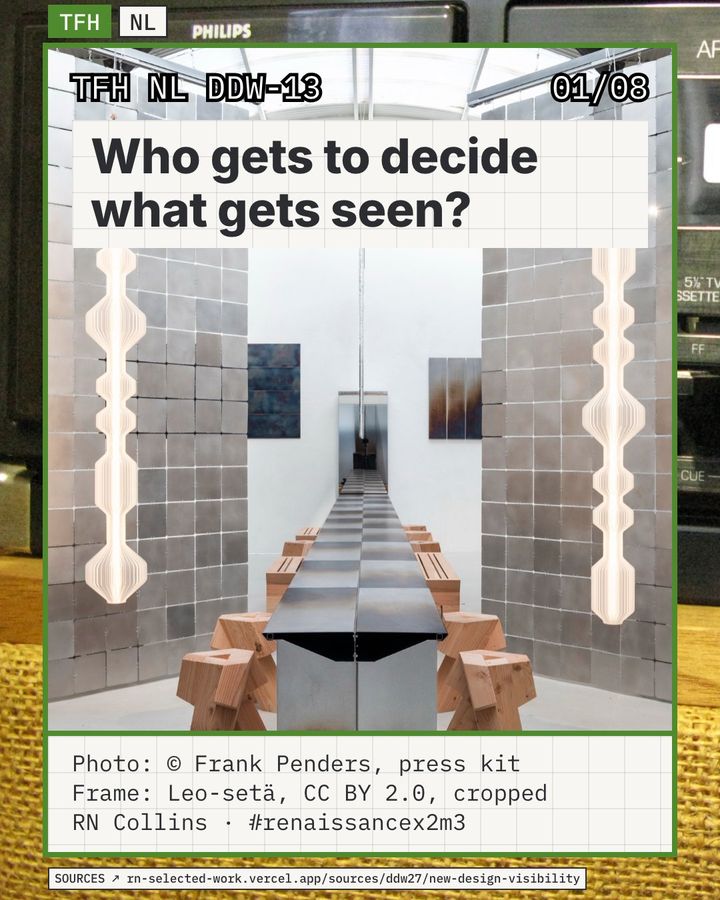 TFH NL
PHILIPS
AF
TFH NL DDW-13
01/08
Who gets to decide
what gets seen?
5¼" TV
SSETTE
FF
CUE
Photo: © Frank Penders, press kit
Frame: Leo-setä, CC BY 2.0, cropped
RN Collins · #renaissancex2m3
SOURCES ↗ rn-selected-work.vercel.app/sources/ddw27/new-design-visibility